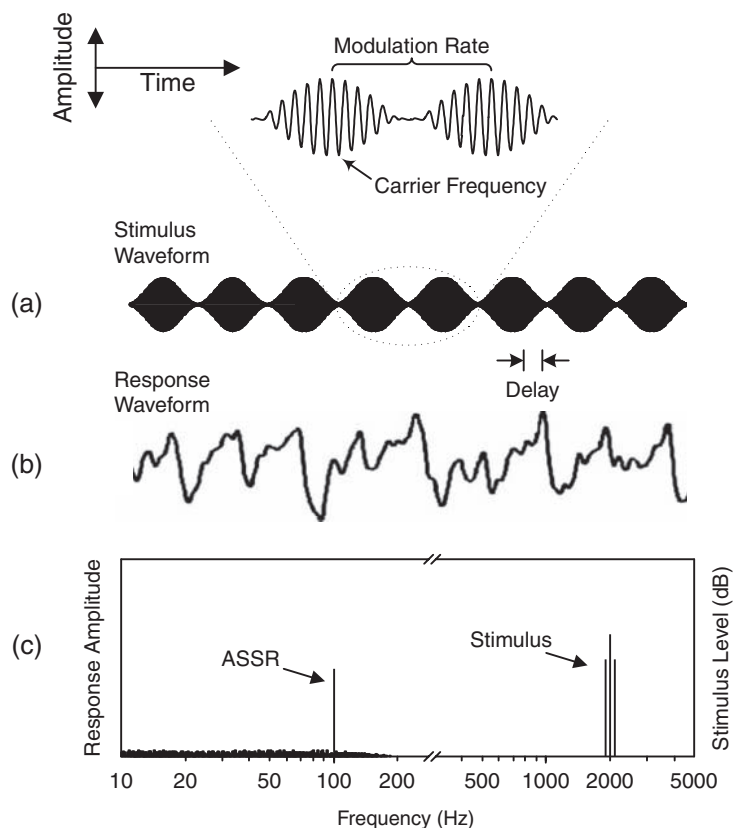 Amplitude
Time
Modulation Rate
Carrier Frequency
Stimulus
Waveform
(a)
Delay
Response
Waveform
(b)
(c)
Response Amplitude
ASSR
Stimulus
Stimulus Level (dB)
10 20 50 100 200 500 1000 2000 5000
Frequency (Hz)